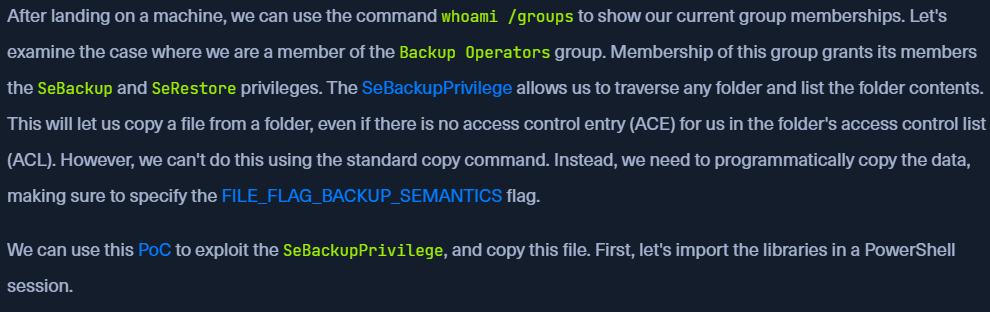 After landing on a machine, we can use the command whoami /groups to show our current group memberships. Let's
examine the case where we are a member of the Backup Operators group. Membership of this group grants its members
the SeBackup and SeRestore privileges. The SeBackupPrivilege allows us to traverse any folder and list the folder contents.
This will let us copy a file from a folder, even if there is no access control entry (ACE) for us in the folder's access control list
(ACL). However, we can't do this using the standard copy command. Instead, we need to programmatically copy the data,
making sure to specify the FILE_FLAG_BACKUP_SEMANTICS flag.
We can use this PoC to exploit the SeBackupPrivilege, and copy this file. First, let's import the libraries in a PowerShell
session.